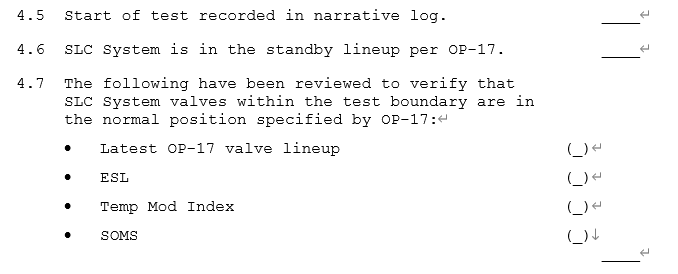 4.5 Start of test recorded in narrative log. ____↵
4.6 SLC System is in the standby lineup per OP-17. ____↵
4.7 The following have been reviewed to verify that
SLC System valves within the test boundary are in
the normal position specified by OP-17:↵
• Latest OP-17 valve lineup (_)↵
• ESL (_)↵
• Temp Mod Index (_)↵
• SOMS (_)↓
____↵